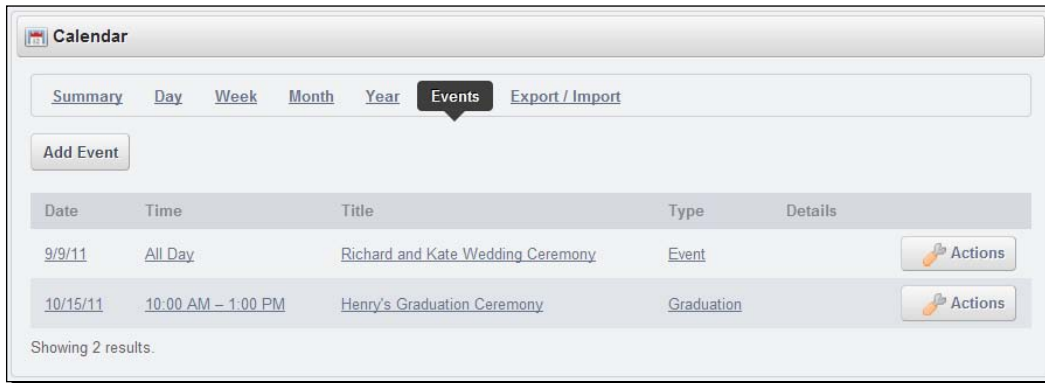 Calendar
Summary Day Week Month Year Events Export / Import
Add Event
Date Time Title Type Details
9/9/11 All Day Richard and Kate Wedding Ceremony Event Actions
10/15/11 10:00 AM – 1:00 PM Henry's Graduation Ceremony Graduation Actions
Showing 2 results.